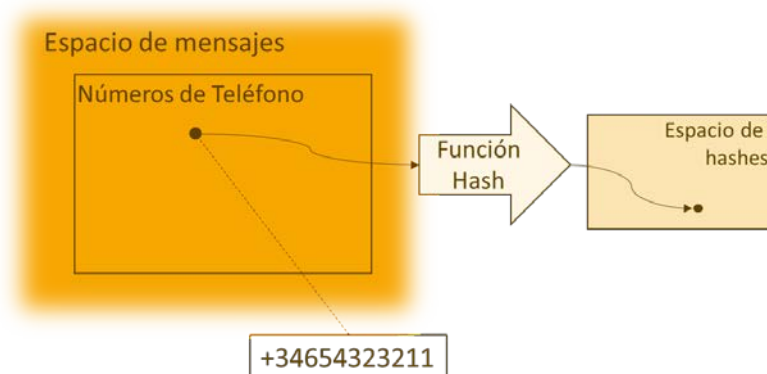 Espacio de mensajes
Números de Teléfono
Función
Hash
Espacio de
hashes
+34654323211